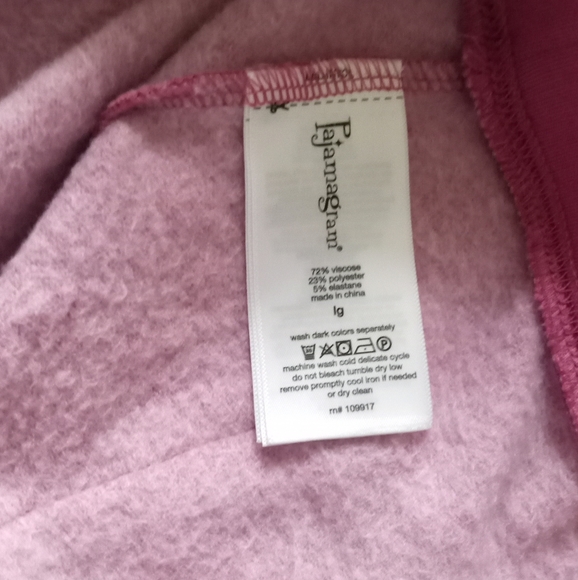 Pajamagram®
72% viscose
23% polyester
5% elastane
made in china
lg
wash dark colors separately
P
machine wash cold delicate cycle
do not bleach tumble dry low
remove promptly cool iron if needed
or dry clean
rn# 109917